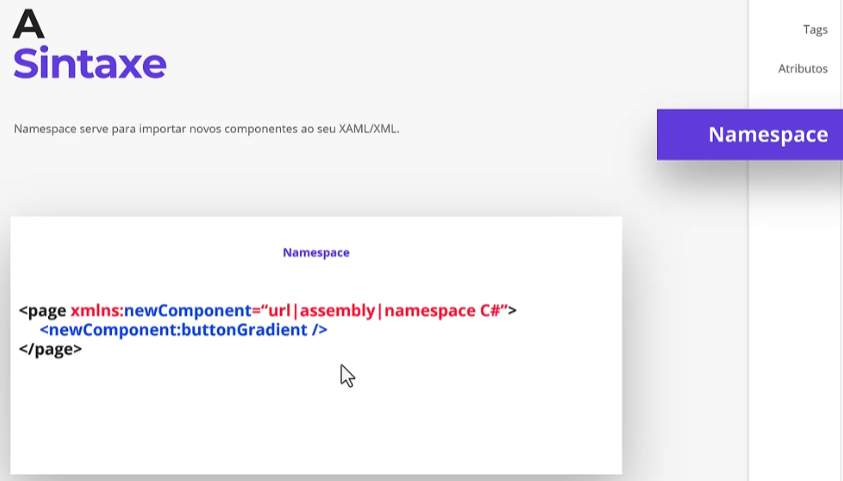 A
Sintaxe
Namespace serve para importar novos componentes ao seu XAML/XML.
Tags
Atributos
Namespace
Namespace
<page xmlns:newComponent=“url|assembly|namespace C#”>
<newComponent:buttonGradient />
</page>